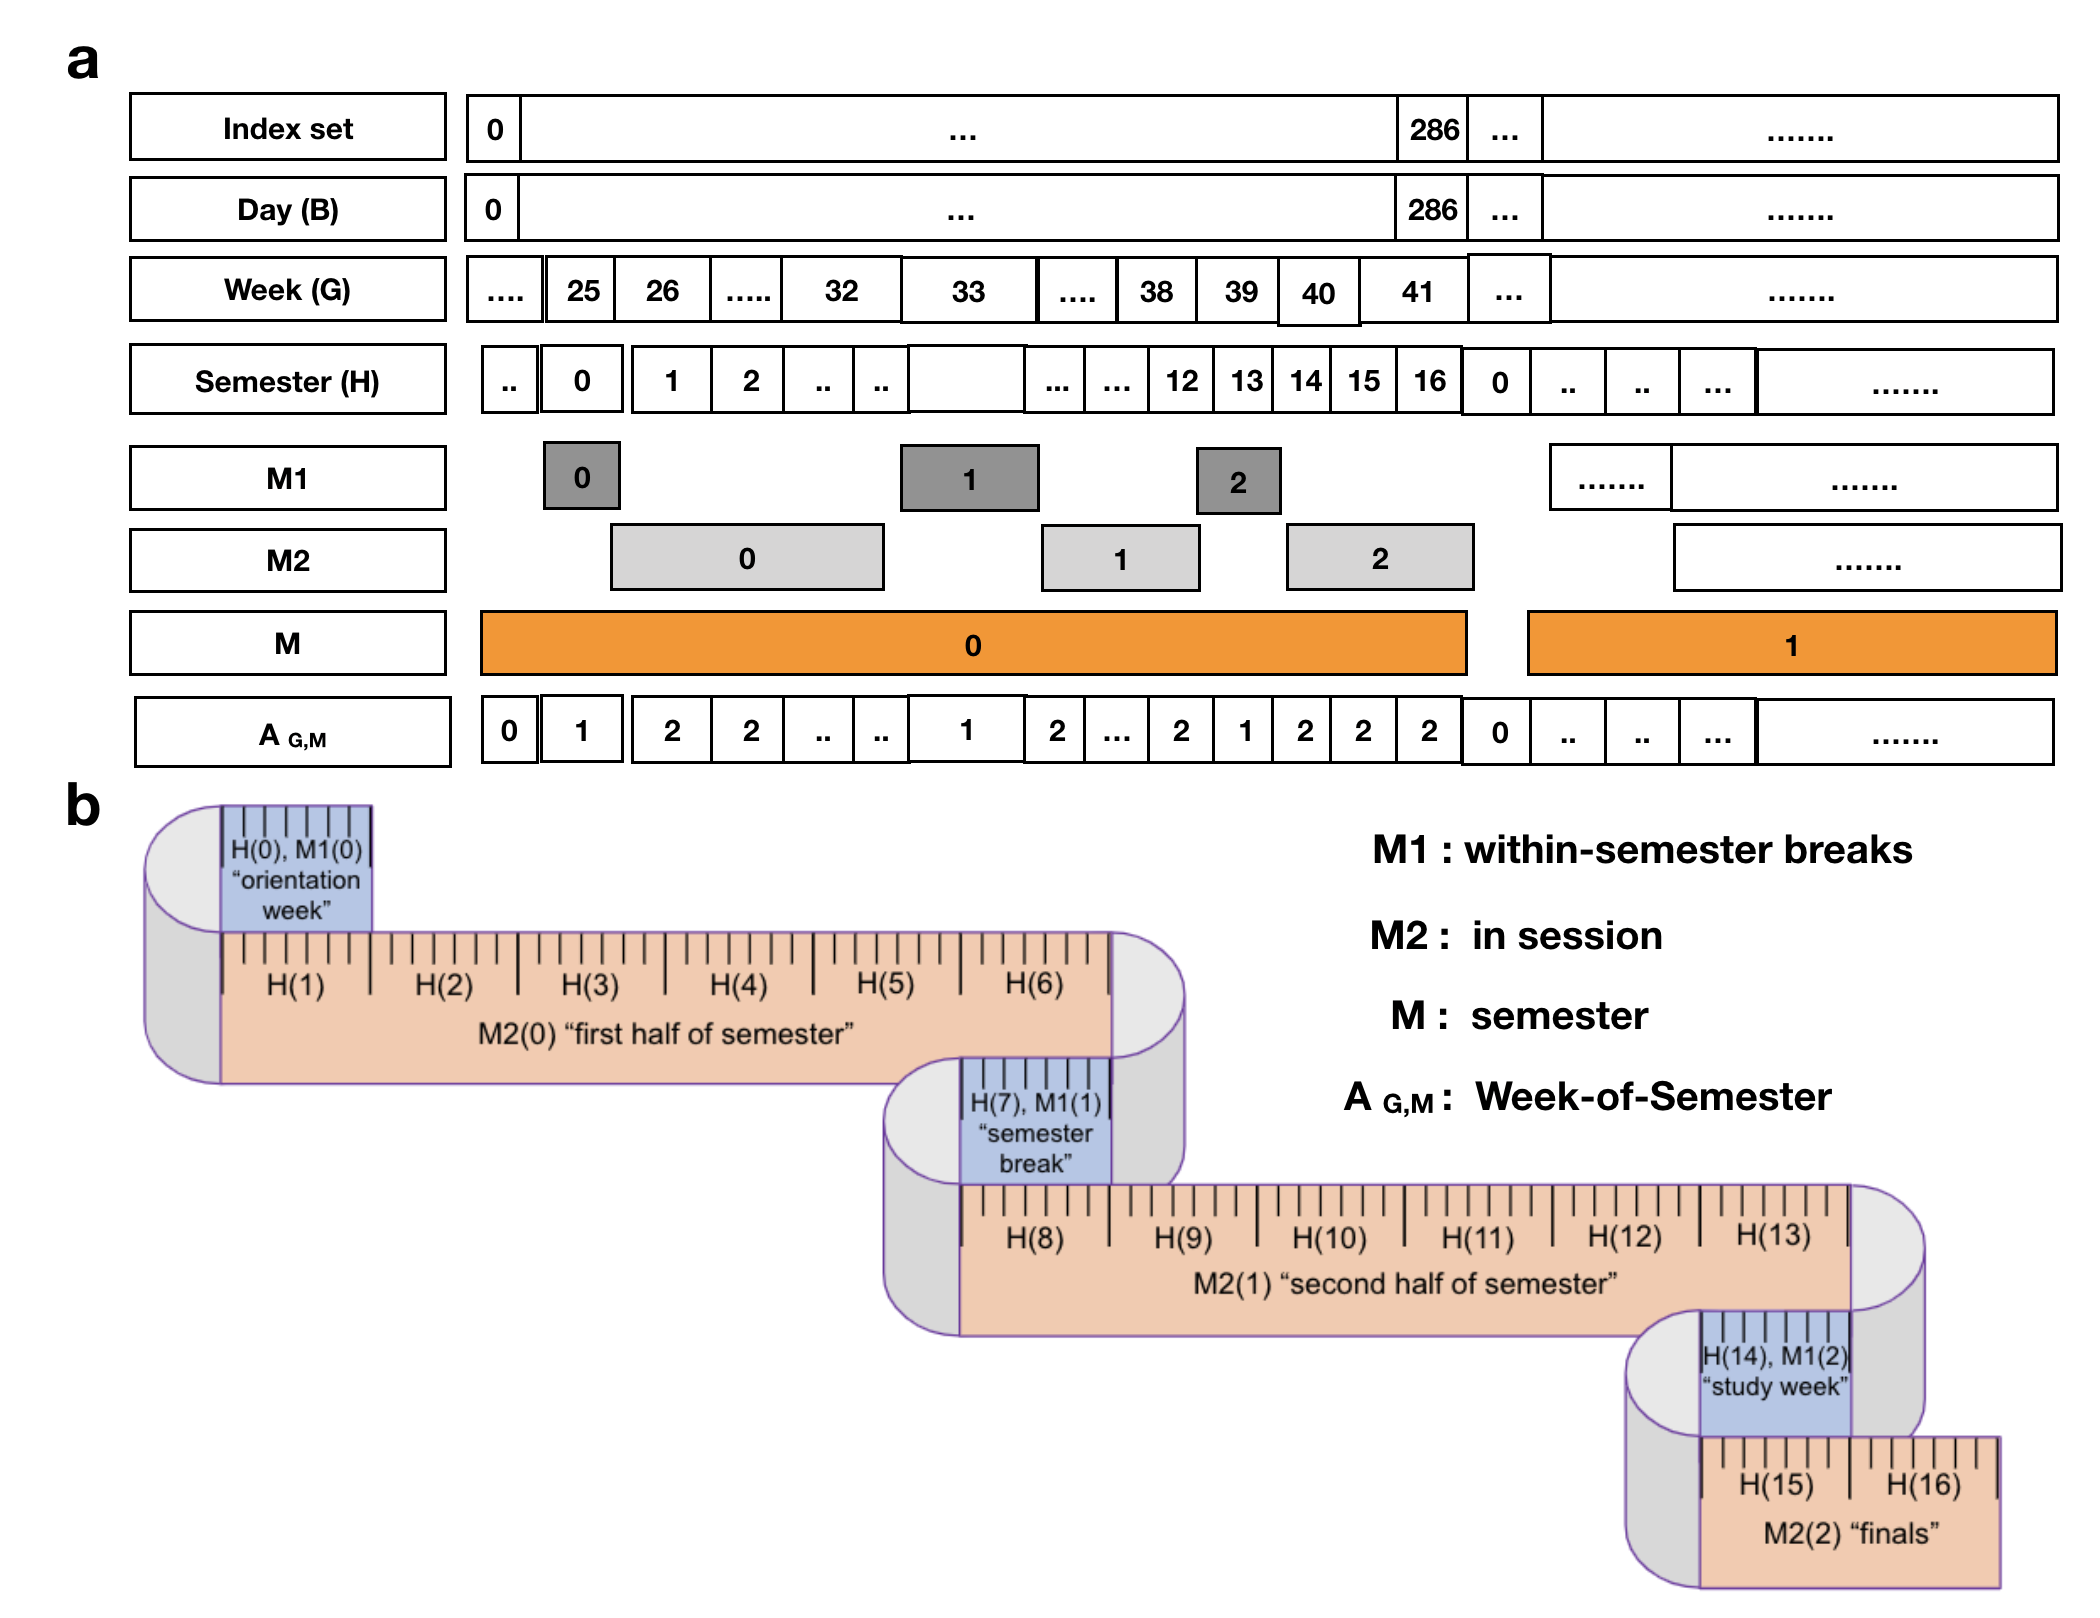 a
Index set 0 ... 286 ... .......
Day (B) 0 ... 286 ... .......
Week (G) .... 25 26 ..... 32 33 .... 38 39 40 41 ... .......
Semester (H) .. 0 1 2 .. .. ... ... 12 13 14 15 16 0 .. .. ... .......
M1 0 1 2 ....... .......
M2 0 1 2 .......
M 0 1
A G,M 0 1 2 2 .. .. 1 2 ... 2 1 2 2 2 0 .. .. ... .......
b
H(0), M1(0)
“orientation
week”
H(1) H(2) H(3) H(4) H(5) H(6)
M2(0) “first half of semester”
H(7), M1(1)
“semester
break”
H(8) H(9) H(10) H(11) H(12) H(13)
M2(1) “second half of semester”
H(14), M1(2)
“study week”
H(15) H(16)
M2(2) “finals”
M1 : within-semester breaks
M2 : in session
M : semester
A G,M : Week-of-Semester